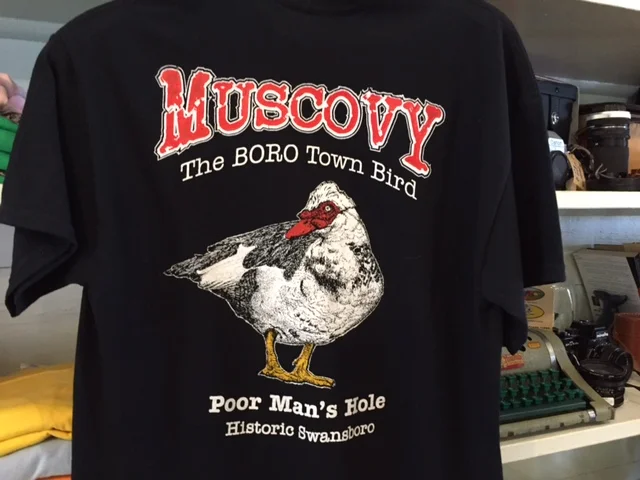 MUSCOVY
The BORO Town Bird
Poor Man's Hole
Historic Swansboro